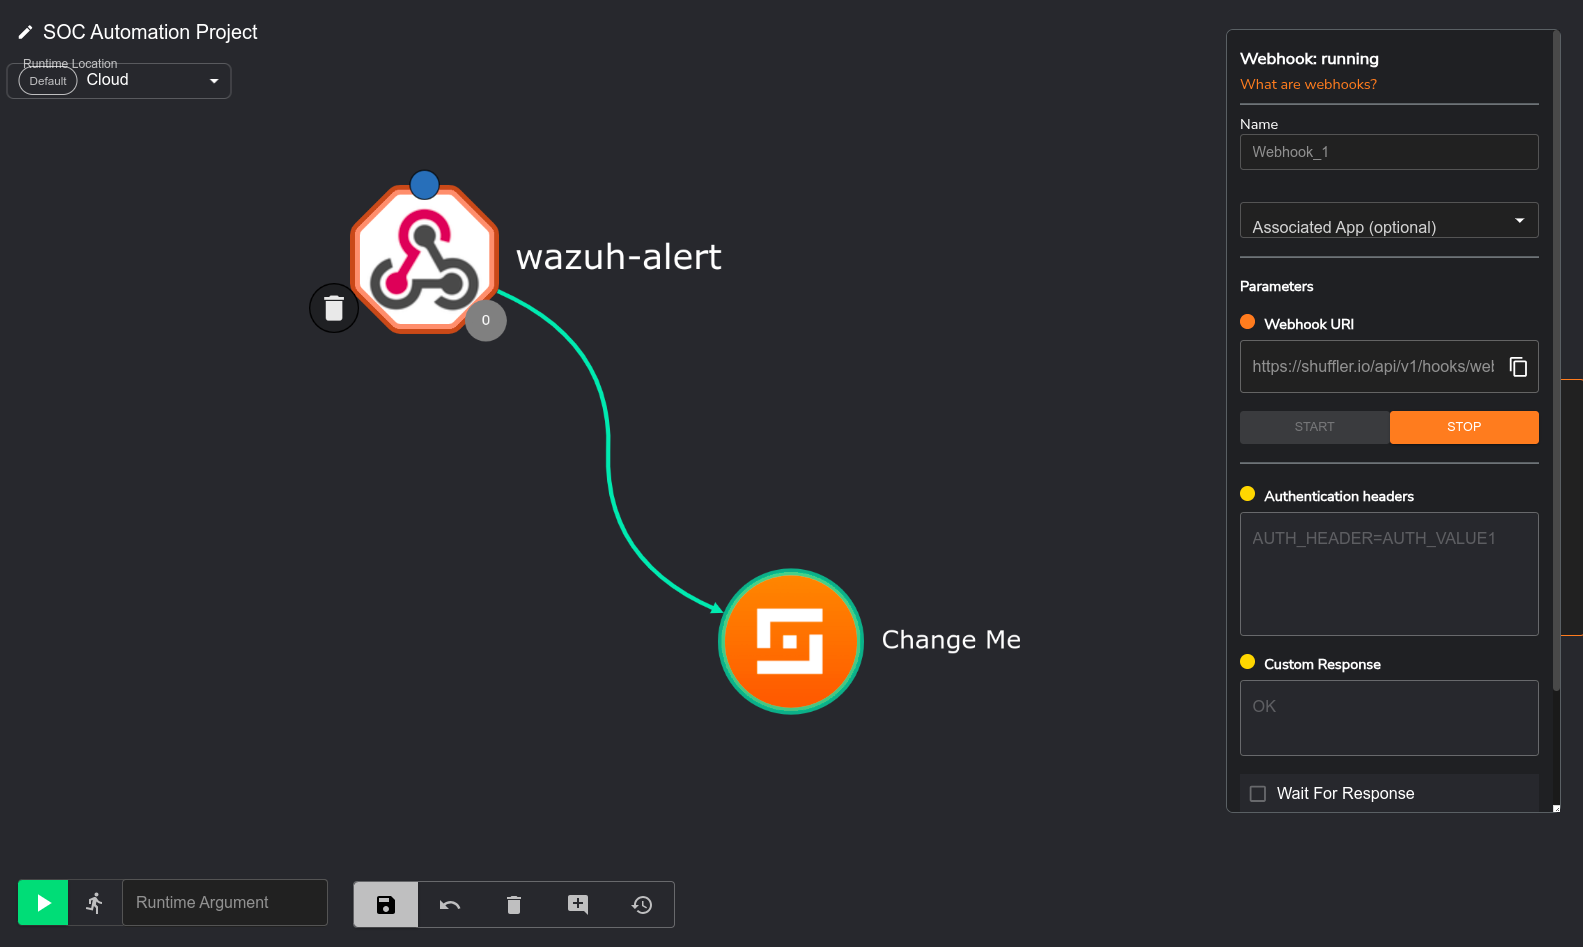 SOC Automation Project
Runtime Location
Default Cloud
wazuh-alert
0
Change Me
Webhook: running
What are webhooks?
Name
Webhook_1
Associated App (optional)
Parameters
Webhook URI
https://shuffler.io/api/v1/hooks/wel
START STOP
Authentication headers
AUTH_HEADER=AUTH_VALUE1
Custom Response
OK
Wait For Response
Runtime Argument